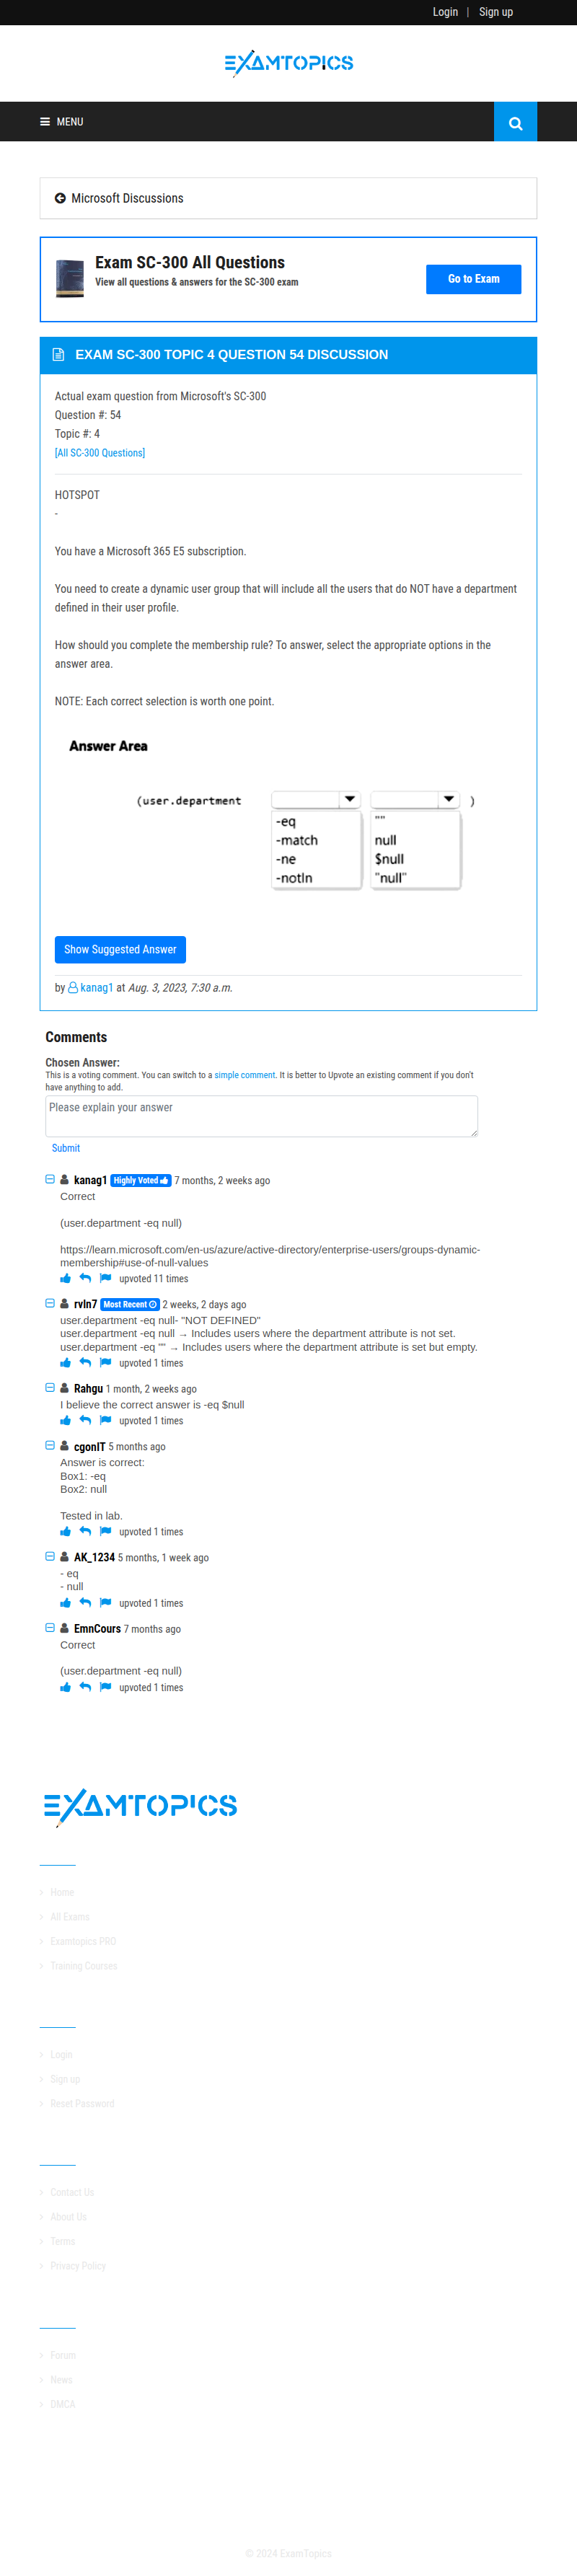 Login | Sign up
EXAMTOPICS
MENU
Microsoft Discussions
Exam SC-300 All Questions
View all questions & answers for the SC-300 exam
Go to Exam
EXAM SC-300 TOPIC 4 QUESTION 54 DISCUSSION
Actual exam question from Microsoft's SC-300
Question #: 54
Topic #: 4
[All SC-300 Questions]
HOTSPOT
-
You have a Microsoft 365 E5 subscription.
You need to create a dynamic user group that will include all the users that do NOT have a department
defined in their user profile.
How should you complete the membership rule? To answer, select the appropriate options in the
answer area.
NOTE: Each correct selection is worth one point.
Answer Area
(user.department )
-eq ""
-match null
-ne $null
-notIn "null"
Show Suggested Answer
by kanag1 at Aug. 3, 2023, 7:30 a.m.
Comments
Chosen Answer:
This is a voting comment. You can switch to a simple comment. It is better to Upvote an existing comment if you don't
have anything to add.
Please explain your answer
Submit
kanag1 Highly Voted 7 months, 2 weeks ago
Correct
(user.department -eq null)
https://learn.microsoft.com/en-us/azure/active-directory/enterprise-users/groups-dynamic-
membership#use-of-null-values
upvoted 11 times
rvln7 Most Recent 2 weeks, 2 days ago
user.department -eq null- "NOT DEFINED"
user.department -eq null → Includes users where the department attribute is not set.
user.department -eq "" → Includes users where the department attribute is set but empty.
upvoted 1 times
Rahgu 1 month, 2 weeks ago
I believe the correct answer is -eq $null
upvoted 1 times
cgonIT 5 months ago
Answer is correct:
Box1: -eq
Box2: null
Tested in lab.
upvoted 1 times
AK_1234 5 months, 1 week ago
- eq
- null
upvoted 1 times
EmnCours 7 months ago
Correct
(user.department -eq null)
upvoted 1 times
EXAMTOPICS
Home
All Exams
Examtopics PRO
Training Courses
Login
Sign up
Reset Password
Contact Us
About Us
Terms
Privacy Policy
Forum
News
DMCA
© 2024 ExamTopics